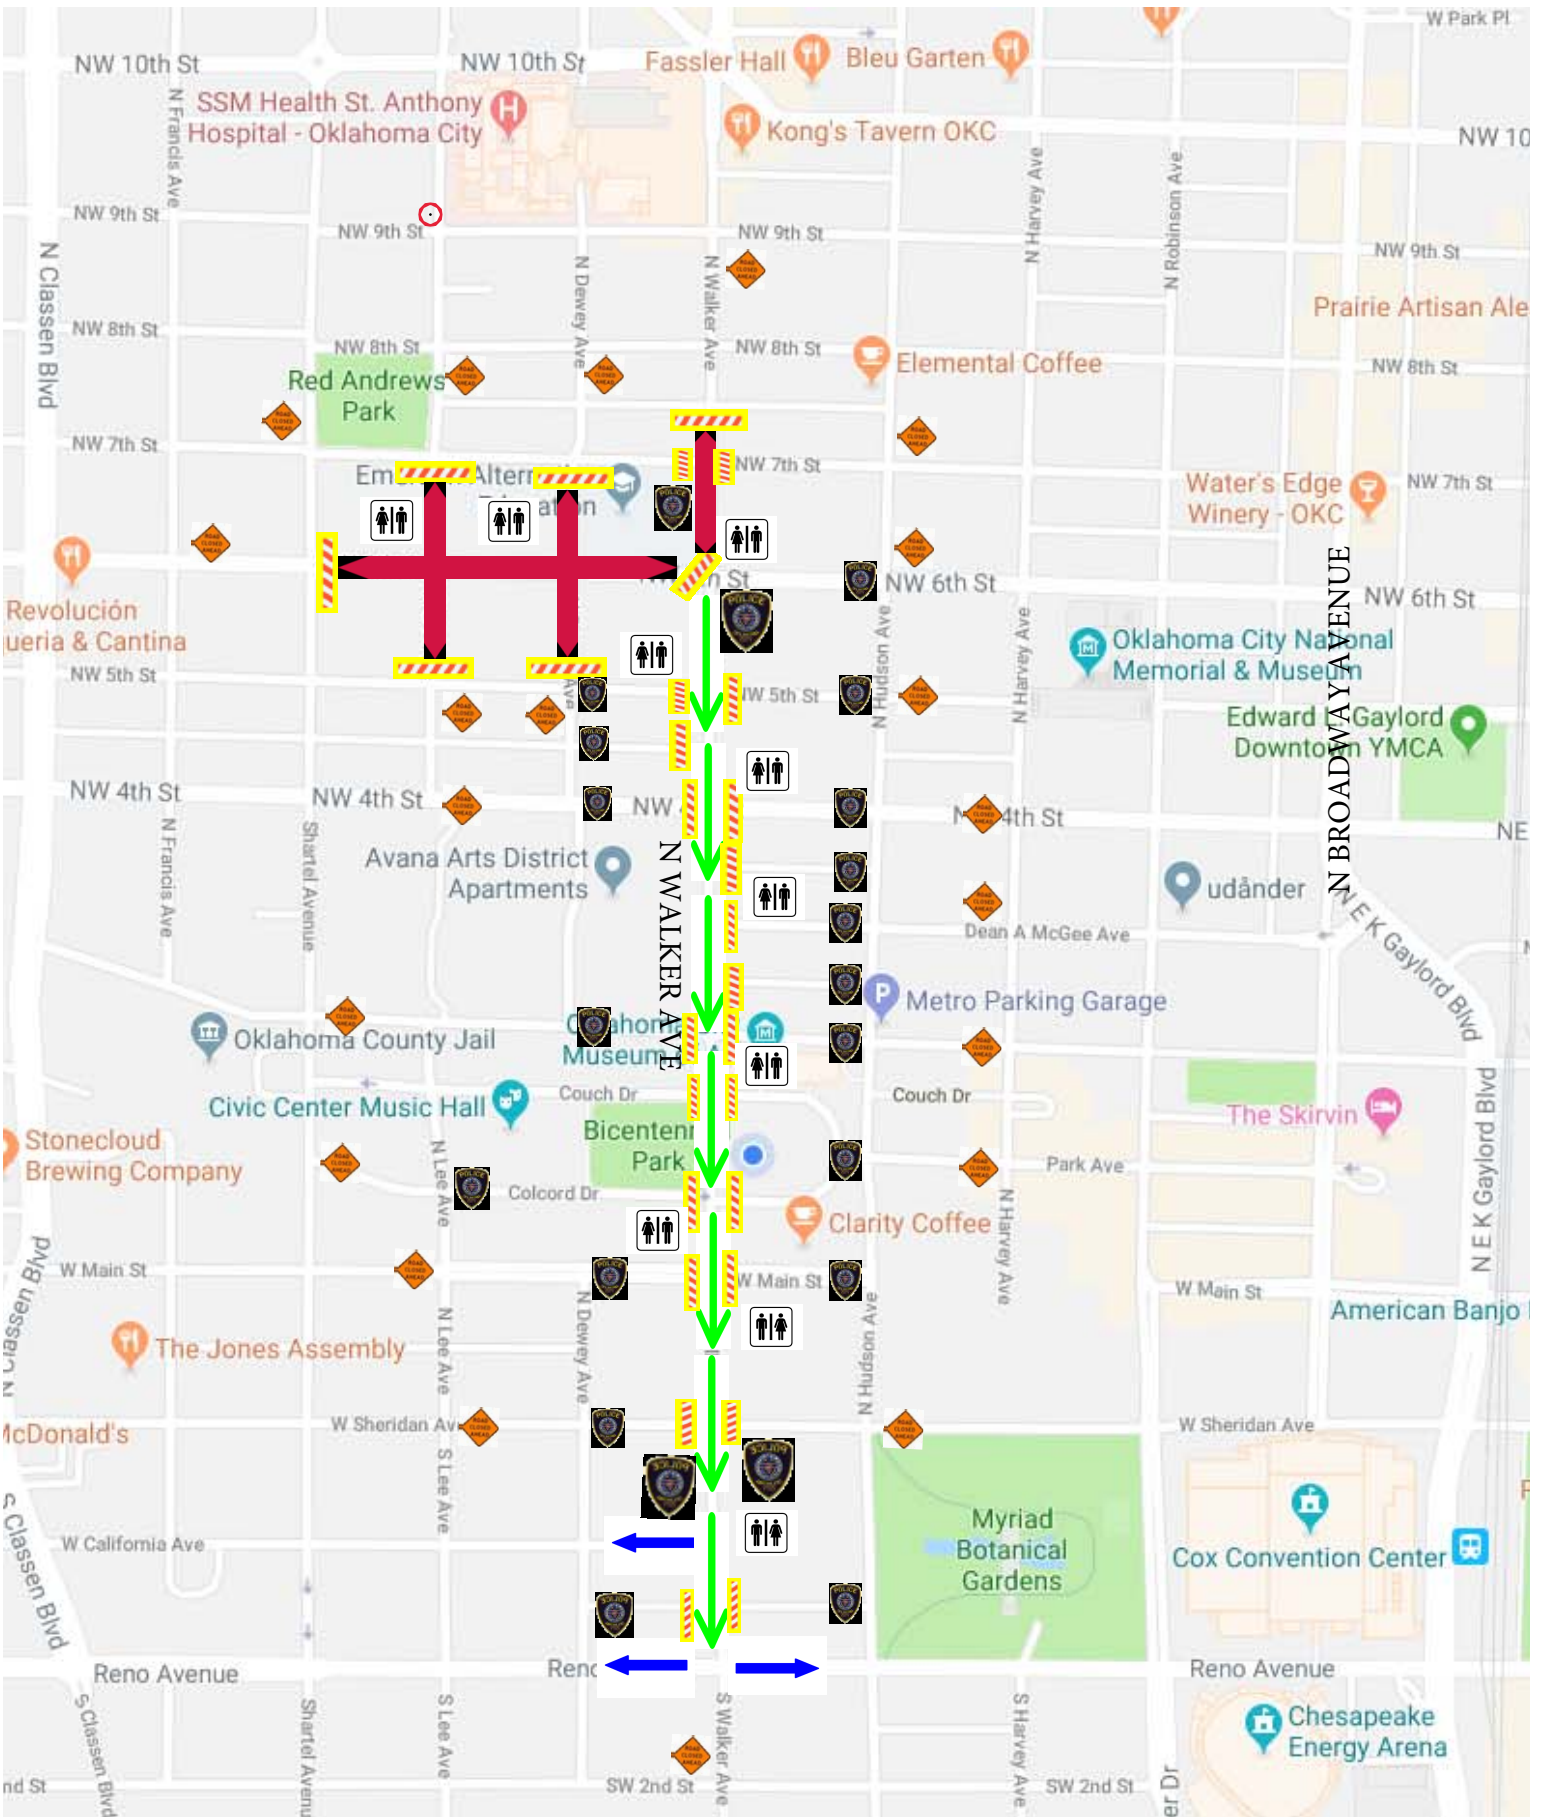 W Park Pl
NW 10th St
NW 10th St
Fassler Hall
Bleu Garten
SSM Health St. Anthony
Hospital - Oklahoma City
Kong's Tavern OKC
NW 10
N Francis Ave
N Harvey Ave
N Robinson Ave
NW 9th St
NW 9th St
NW 9th St
NW 9th St
N Classen Blvd
N Dewey Ave
N Walker Ave
ROAD CLOSED AHEAD
Prairie Artisan Ale
NW 8th St
NW 8th St
NW 8th St
NW 8th St
Elemental Coffee
Red Andrews
Park
NW 7th St
NW 7th St
NW 7th St
Water's Edge
Winery - OKC
POLICE
Revolución
ueria & Cantina
NW 6th St
NW 6th St
N Hudson Ave
N Harvey Ave
Oklahoma City National
Memorial & Museum
N BROADWAY AVENUE
NW 5th St
NW 5th St
Ave
Edward L. Gaylord
Downtown YMCA
NW 4th St
NW 4th St
NW
4th St
NE
N Francis Ave
Shartel Avenue
Avana Arts District
Apartments
N WALKER AVE
udånder
Dean A McGee Ave
N E K Gaylord Blvd
Metro Parking Garage
Oklahoma County Jail
Museum
Couch Dr
Couch Dr
Civic Center Music Hall
The Skirvin
Bicentenn
Park
Stonecloud
Brewing Company
N Lee Ave
Colcord Dr
Park Ave
N E K Gaylord Blvd
N Harvey Ave
Clarity Coffee
W Main St
W Main St
W Main St
N Classen Blvd
American Banjo
N Lee Ave
N Dewey Ave
N Hudson Ave
The Jones Assembly
McDonald's
W Sheridan Av
W Sheridan Ave
S Lee Ave
S Classen Blvd
W California Ave
Myriad
Botanical
Gardens
Cox Convention Center
Reno Avenue
Reno
Reno Avenue
S Classen Blvd
Shartel Avenu
S Lee Ave
S Walker Ave
S Harvey Ave
Chesapeake
Energy Arena
nd St
SW 2nd St
SW 2nd St
er Dr